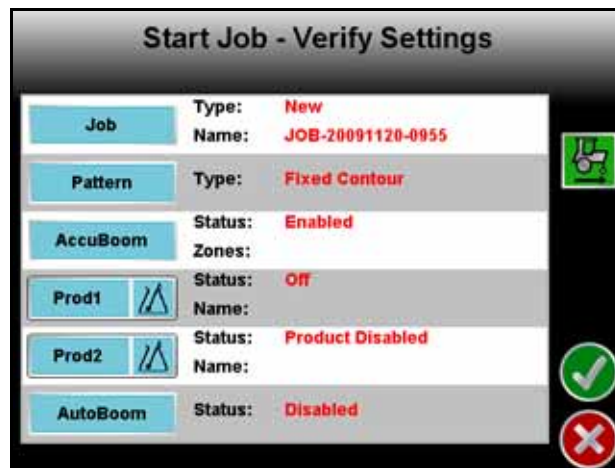 Start Job - Verify Settings
Job
Type: New
Name: JOB-20091120-0955
Pattern
Type: Fixed Contour
AccuBoom
Status: Enabled
Zones:
Prod1
Status: Off
Name:
Prod2
Status: Product Disabled
Name:
AutoBoom
Status: Disabled